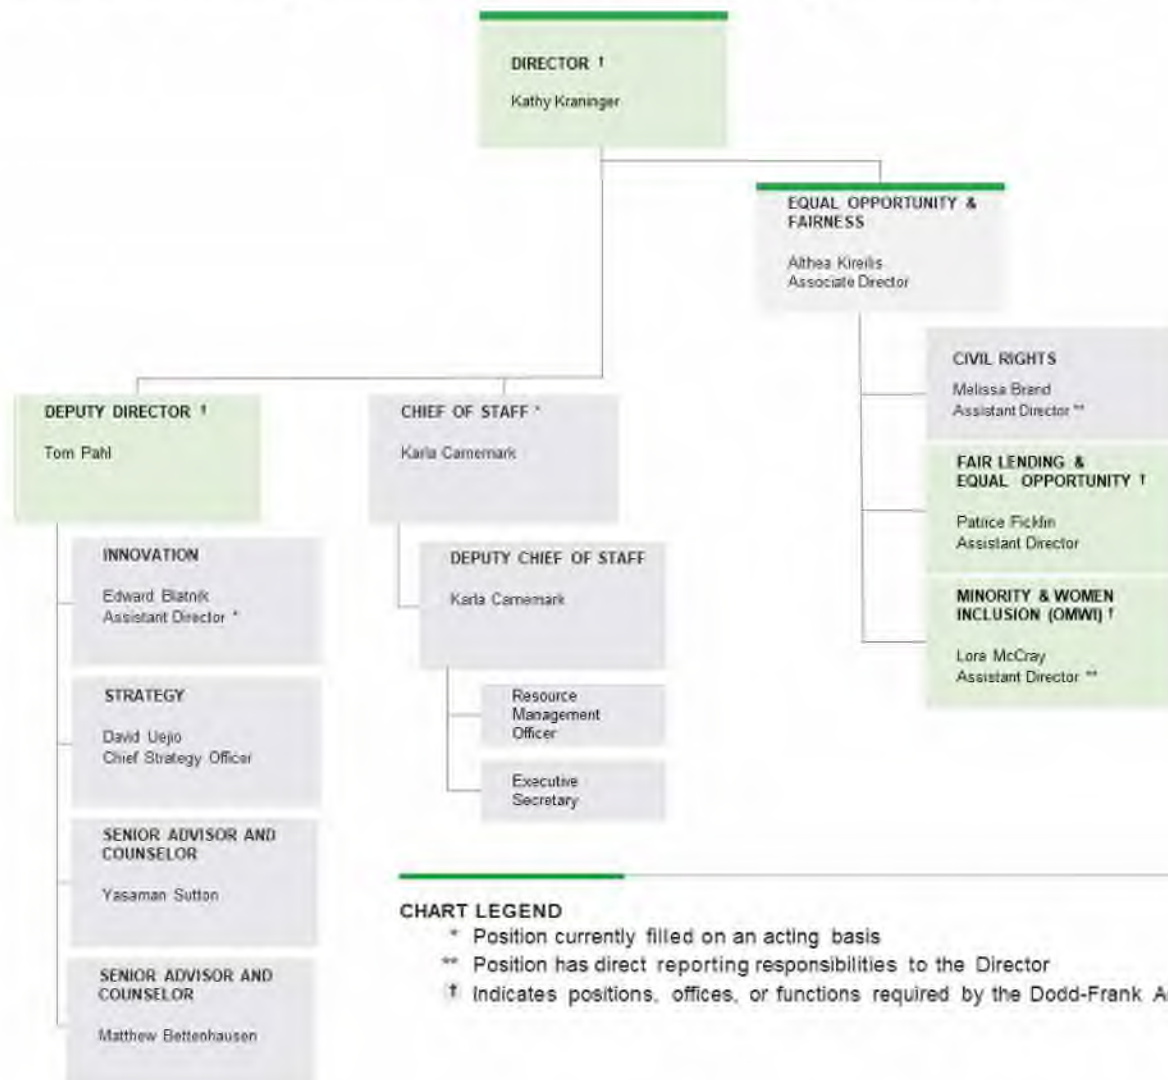 DIRECTOR †
Kathy Kraninger
EQUAL OPPORTUNITY &
FAIRNESS
Althea Kireilis
Associate Director
CIVIL RIGHTS
Melissa Brand
Assistant Director **
FAIR LENDING &
EQUAL OPPORTUNITY †
Patrice Ficklin
Assistant Director
MINORITY & WOMEN
INCLUSION (OMWI) †
Lora McCray
Assistant Director **
DEPUTY DIRECTOR †
Tom Pahl
INNOVATION
Edward Blatnik
Assistant Director *
STRATEGY
David Uejio
Chief Strategy Officer
SENIOR ADVISOR AND
COUNSELOR
Yasaman Sutton
SENIOR ADVISOR AND
COUNSELOR
Matthew Bettenhausen
CHIEF OF STAFF *
Karla Carnemark
DEPUTY CHIEF OF STAFF
Karla Carnemark
Resource
Management
Officer
Executive
Secretary
CHART LEGEND
* Position currently filled on an acting basis
** Position has direct reporting responsibilities to the Director
† Indicates positions, offices, or functions required by the Dodd-Frank